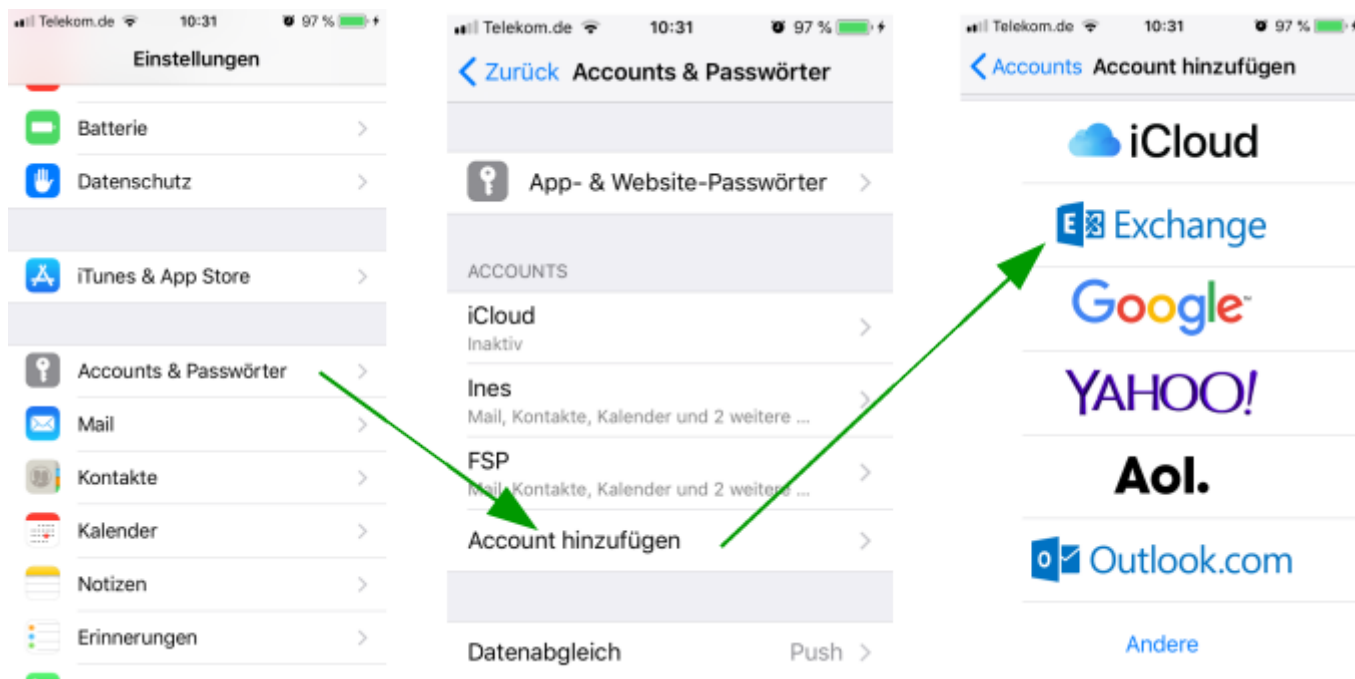 Telekom.de 10:31 97 %
Einstellungen
Batterie
Datenschutz
iTunes & App Store
Accounts & Passwörter
Mail
Kontakte
Kalender
Notizen
Erinnerungen
Telekom.de 10:31 97 %
Zurück Accounts & Passwörter
App- & Website-Passwörter
ACCOUNTS
iCloud
Inaktiv
Ines
Mail, Kontakte, Kalender und 2 weitere ...
FSP
Mail, Kontakte, Kalender und 2 weitere ...
Account hinzufügen
Datenabgleich Push
Telekom.de 10:31 97 %
Accounts Account hinzufügen
iCloud
E Exchange
Google™
YAHOO!
Aol.
o Outlook.com
Andere